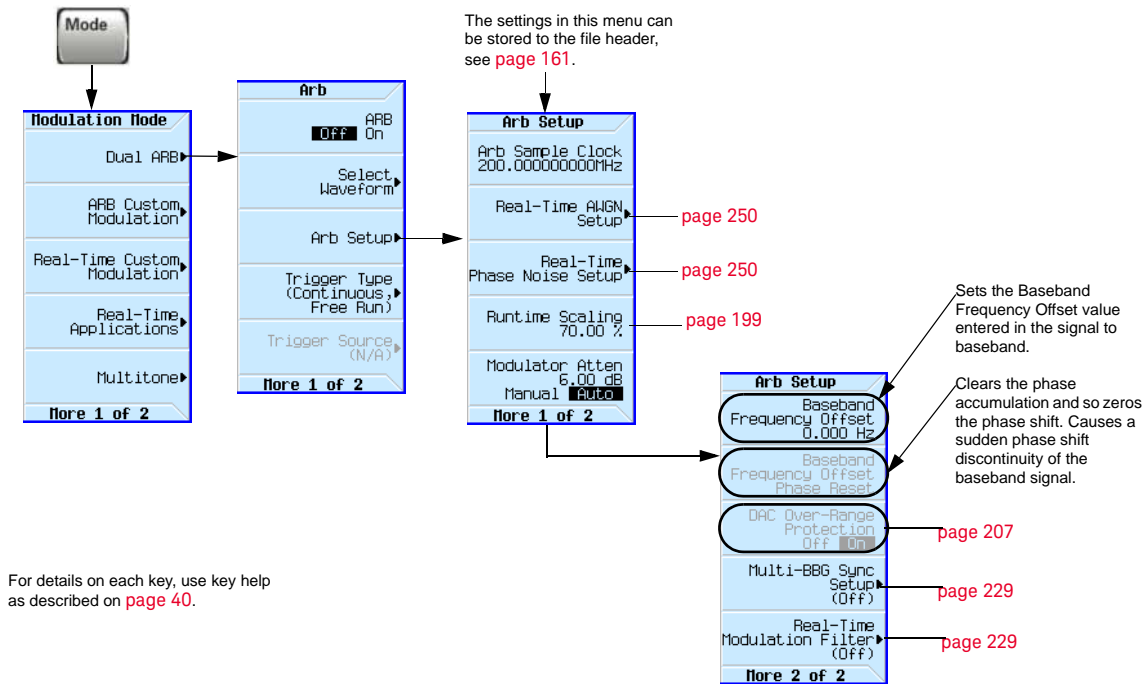 Mode
The settings in this menu can
be stored to the file header,
see page 161.
Modulation Mode
Dual ARB
ARB Custom
Modulation
Real-Time Custom
Modulation
Real-Time
Applications
Multitone
More 1 of 2
Arb
ARB
Off On
Select
Waveform
Arb Setup
Trigger Type
(Continuous,
Free Run)
Trigger Source
(N/A)
More 1 of 2
Arb Setup
Arb Sample Clock
200.000000000MHz
Real-Time AWGN
Setup
page 250
Real-Time
Phase Noise Setup
page 250
Runtime Scaling
70.00 %
page 199
Modulator Atten
6.00 dB
Manual Auto
More 1 of 2
Arb Setup
Baseband
Frequency Offset
0.000 Hz
Baseband
Frequency Offset
Phase Reset
DAC Over-Range
Protection
Off On
Multi-BBG Sync
Setup
(Off)
Real-Time
Modulation Filter
(Off)
More 2 of 2
Sets the Baseband
Frequency Offset value
entered in the signal to
baseband.
Clears the phase
accumulation and so zeros
the phase shift. Causes a
sudden phase shift
discontinuity of the
baseband signal.
page 207
page 229
page 229
For details on each key, use key help
as described on page 40.